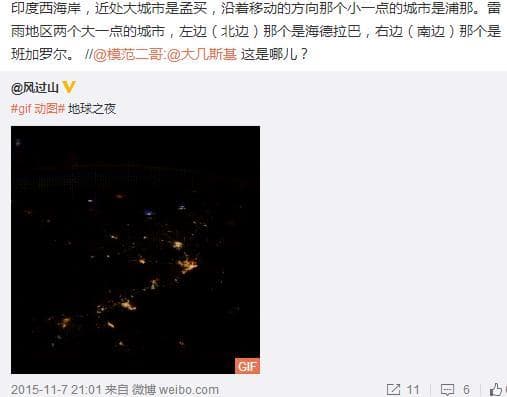 印度西海岸，近处大城市是孟买，沿着移动的方向那个小一点的城市是浦那。雷
雨地区两个大一点的城市，左边（北边）那个是海德拉巴，右边（南边）那个是
班加罗尔。 //@模范二哥:@大几斯基 这是哪儿？
@风过山
#gif 动图# 地球之夜
GIF
2015-11-7 21:01 来自 微博 weibo.com 11 6